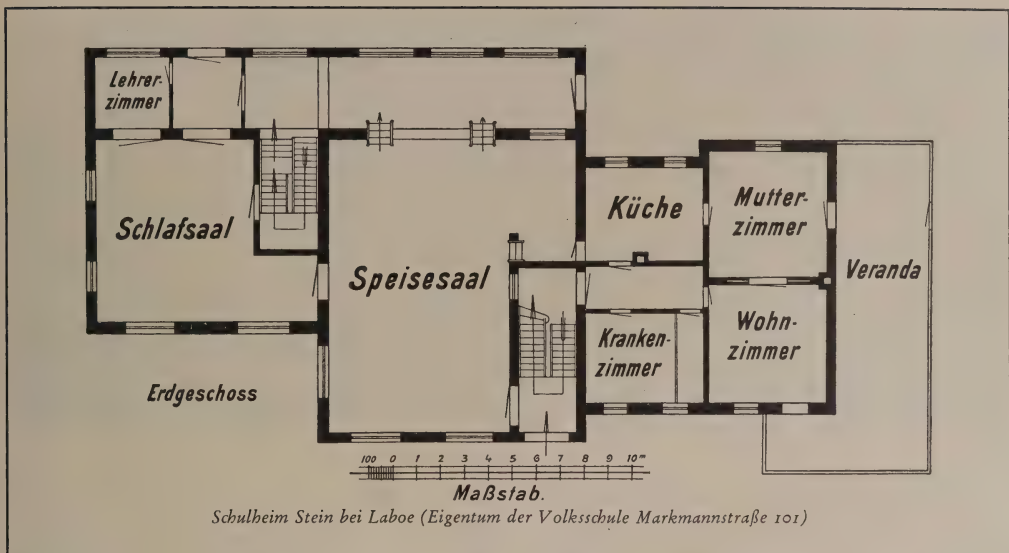 Lehrer-
zimmer
Schlafsaal
Speisesaal
Küche
Mutter-
zimmer
Veranda
Wohn-
zimmer
Kranken-
zimmer
Erdgeschoss
100 0 1 2 3 4 5 6 7 8 9 10 m
Maßstab.
Schulheim Stein bei Laboe (Eigentum der Volksschule Markmannstraße 101)